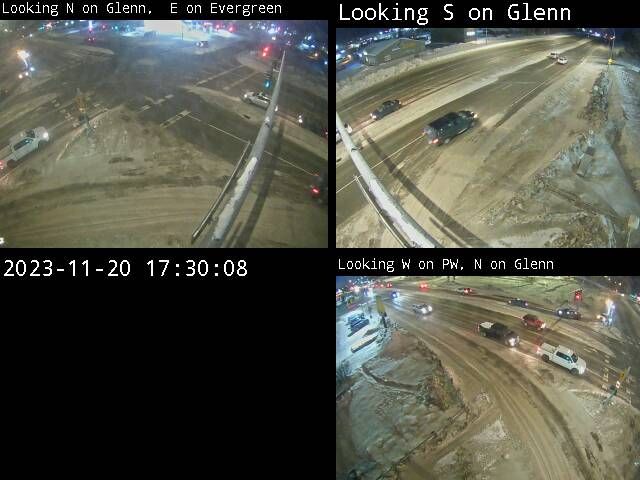 Looking N on Glenn,  E on Evergreen
Looking S on Glenn
2023-11-20 17:30:08
Looking W on PW, N on Glenn